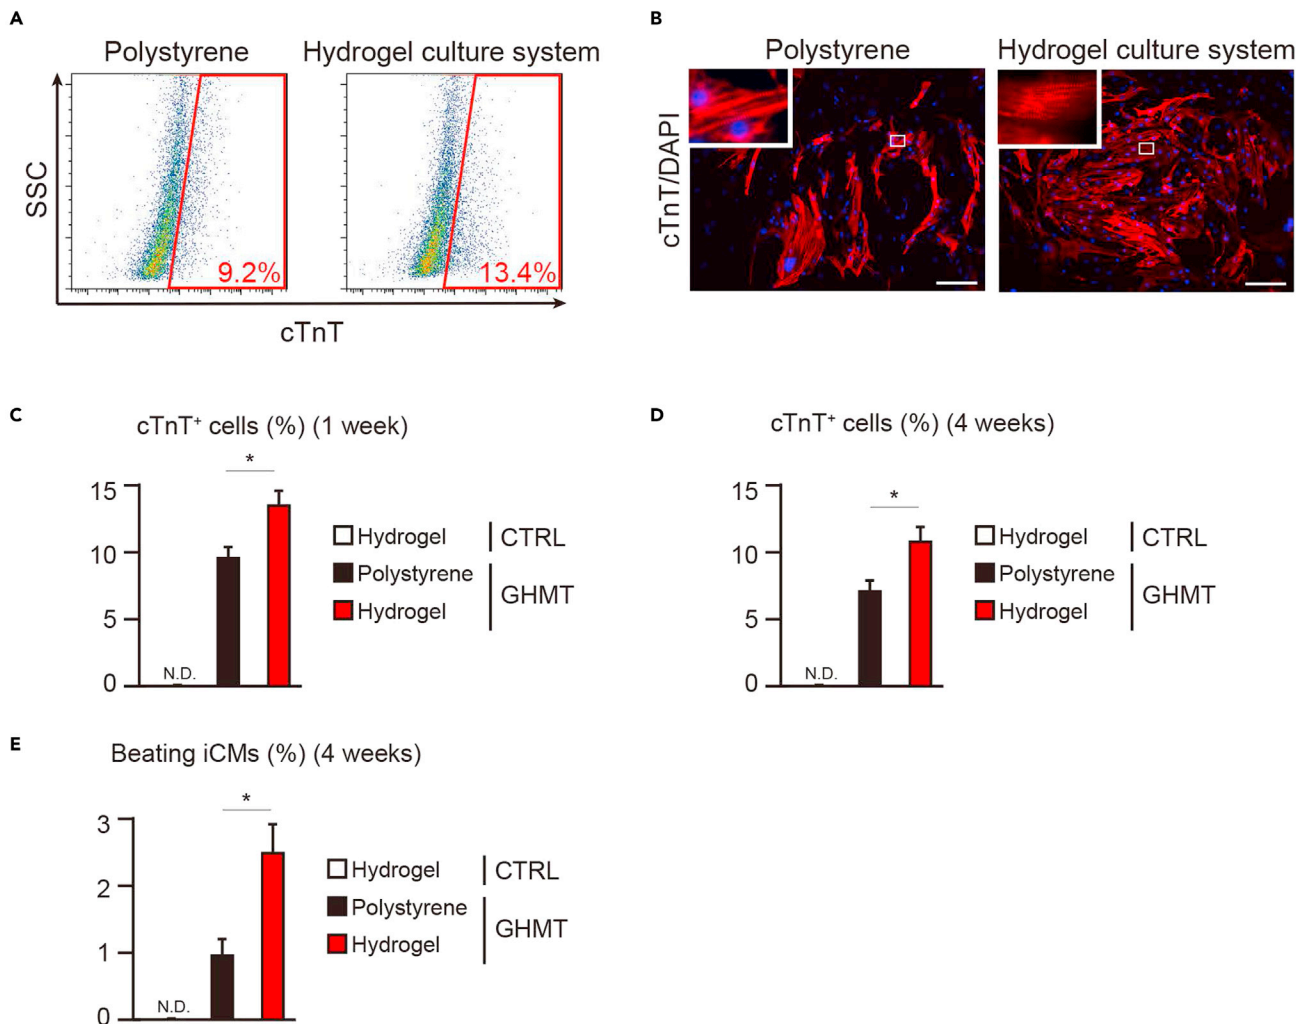 A
Polystyrene
Hydrogel culture system
SSC
9.2%
13.4%
cTnT
B
Polystyrene
Hydrogel culture system
cTnT/DAPI
C
cTnT⁺ cells (%) (1 week)
*
15
10
5
0
N.D.
Hydrogel
CTRL
Polystyrene
Hydrogel
GHMT
D
cTnT⁺ cells (%) (4 weeks)
*
15
10
5
0
N.D.
Hydrogel
CTRL
Polystyrene
Hydrogel
GHMT
E
Beating iCMs (%) (4 weeks)
*
3
2
1
0
N.D.
Hydrogel
CTRL
Polystyrene
Hydrogel
GHMT